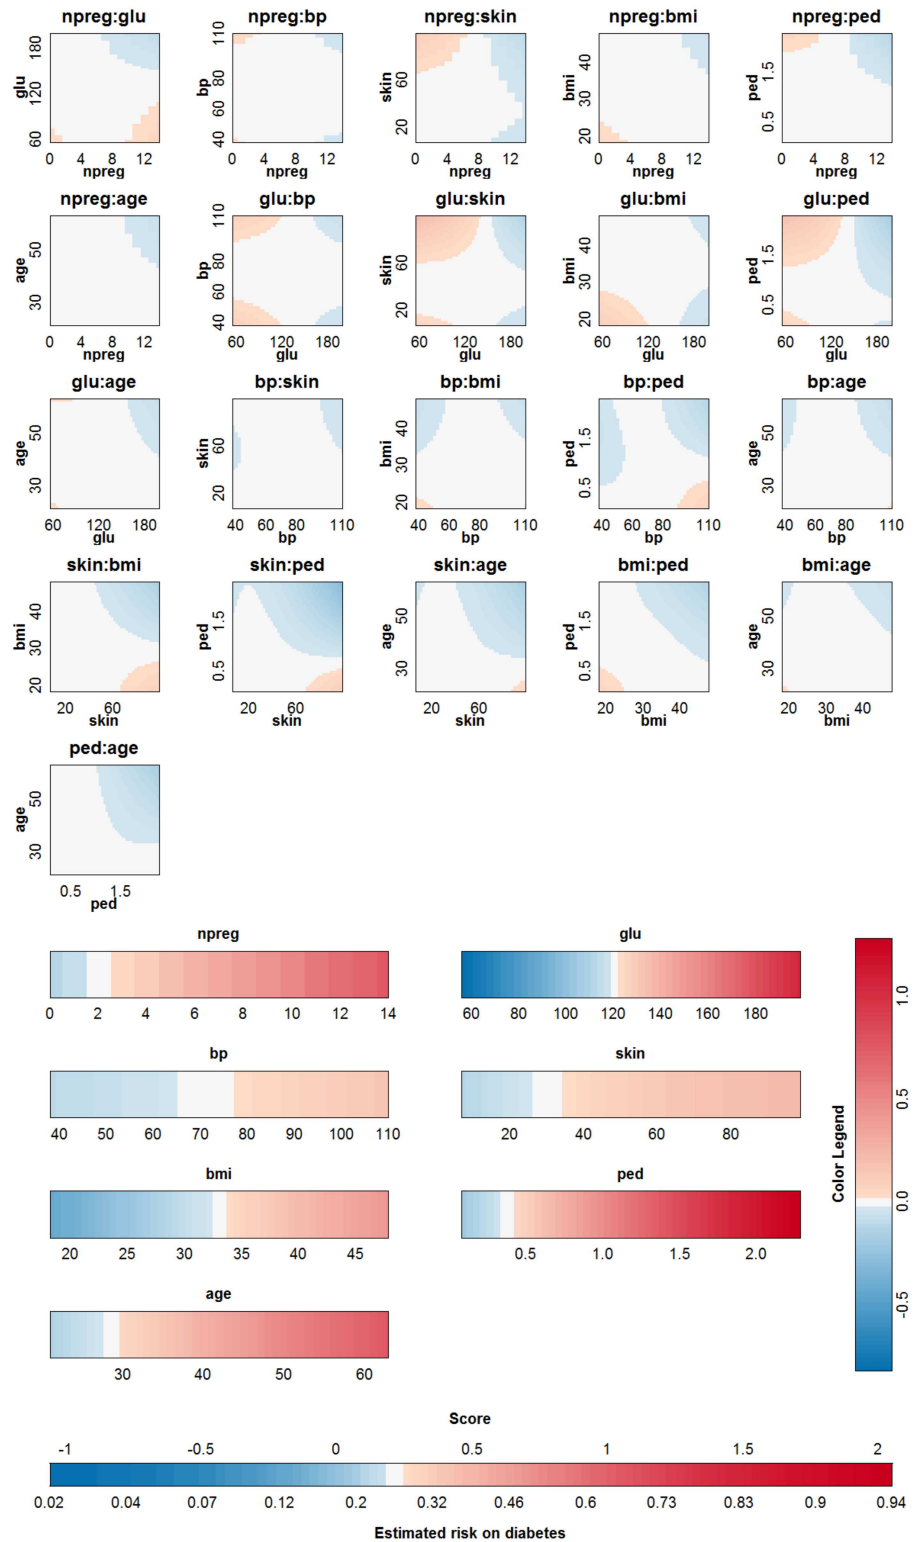 npreg:glu npreg:bp npreg:skin npreg:bmi npreg:ped
glu 60 120 180
bp 40 60 80 110
skin 20 60
bmi 20 30 40
ped 0.5 1.5
0 4 8 12 0 4 8 12 0 4 8 12 0 4 8 12 0 4 8 12
npreg npreg npreg npreg npreg
npreg:age glu:bp glu:skin glu:bmi glu:ped
age 30 50
bp 40 60 80 110
skin 20 60
bmi 20 30 40
ped 0.5 1.5
0 4 8 12 60 120 180 60 120 180 60 120 180 60 120 180
npreg glu glu glu glu
glu:age bp:skin bp:bmi bp:ped bp:age
age 30 50
skin 20 60
bmi 20 30 40
ped 0.5 1.5
age 30 50
60 120 180 40 60 80 110 40 60 80 110 40 60 80 110 40 60 80 110
glu bp bp bp bp
skin:bmi skin:ped skin:age bmi:ped bmi:age
bmi 20 30 40
ped 0.5 1.5
age 30 50
ped 0.5 1.5
age 30 50
20 60 20 60 20 60 20 30 40 20 30 40
skin skin skin bmi bmi
ped:age
age 30 50
0.5 1.5
ped
npreg
0 2 4 6 8 10 12 14
glu
60 80 100 120 140 160 180
bp
40 50 60 70 80 90 100 110
skin
20 40 60 80
bmi
20 25 30 35 40 45
ped
0.5 1.0 1.5 2.0
age
30 40 50 60
Color Legend
-0.5 0.0 0.5 1.0
Score
-1 -0.5 0 0.5 1 1.5 2
0.02 0.04 0.07 0.12 0.2 0.32 0.46 0.6 0.73 0.83 0.9 0.94
Estimated risk on diabetes